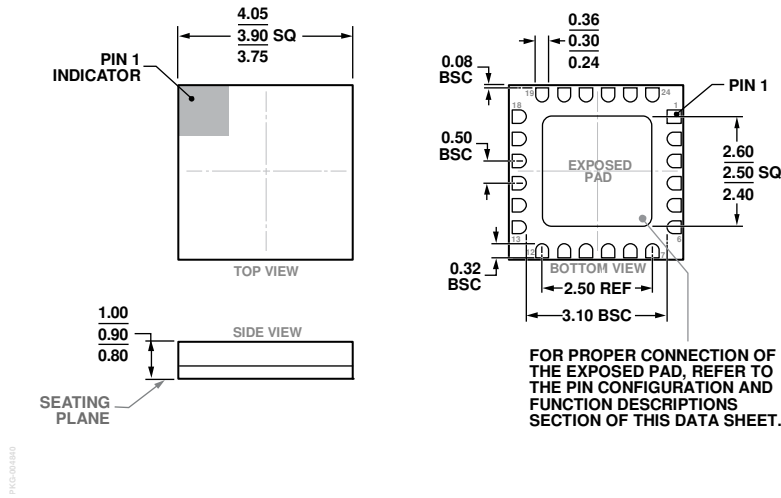 4.05
3.90 SQ
3.75
PIN 1
INDICATOR
TOP VIEW
1.00
0.90
0.80
SIDE VIEW
SEATING
PLANE
PKG-004840
0.36
0.30
0.24
0.08
BSC
PIN 1
19
24
18
1
0.50
BSC
EXPOSED
PAD
2.60
2.50 SQ
2.40
13
6
12
7
0.32
BSC
BOTTOM VIEW
2.50 REF
3.10 BSC
FOR PROPER CONNECTION OF
THE EXPOSED PAD, REFER TO
THE PIN CONFIGURATION AND
FUNCTION DESCRIPTIONS
SECTION OF THIS DATA SHEET.